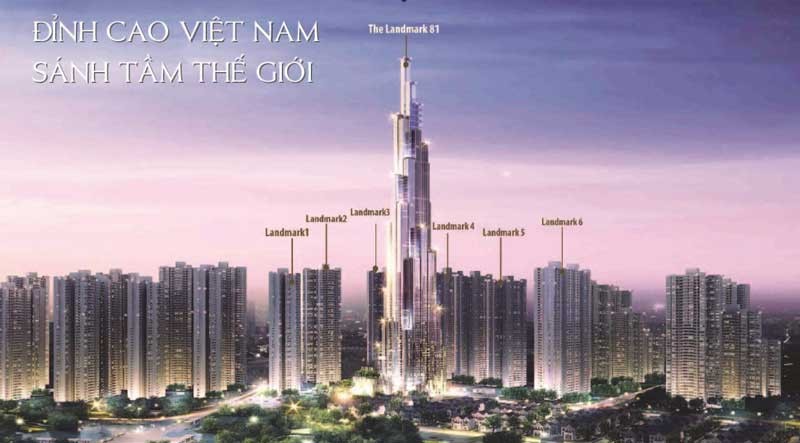 ĐỈNH CAO VIỆT NAM
SÁNH TẦM THẾ GIỚI
The Landmark 81
Landmark1
Landmark2
Landmark3
Landmark 4
Landmark 5
Landmark 6